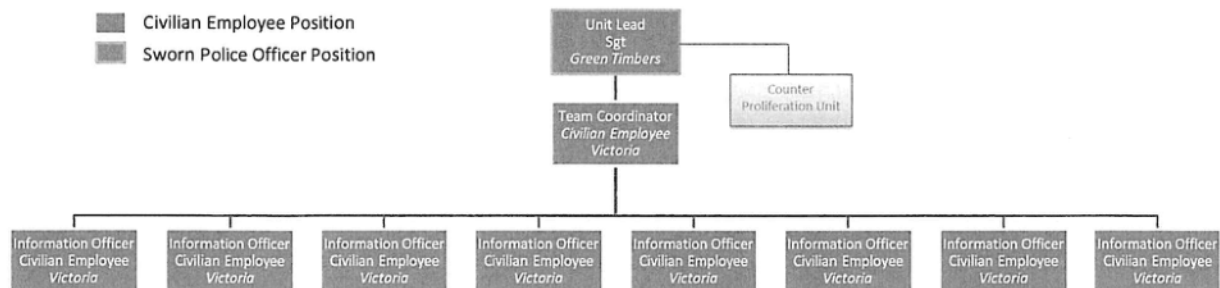 Civilian Employee Position
Sworn Police Officer Position
Unit Lead
Sgt
Green Timbers
Counter
Proliferation Unit
Team Coordinator
Civilian Employee
Victoria
Information Officer
Civilian Employee
Victoria
Information Officer
Civilian Employee
Victoria
Information Officer
Civilian Employee
Victoria
Information Officer
Civilian Employee
Victoria
Information Officer
Civilian Employee
Victoria
Information Officer
Civilian Employee
Victoria
Information Officer
Civilian Employee
Victoria
Information Officer
Civilian Employee
Victoria